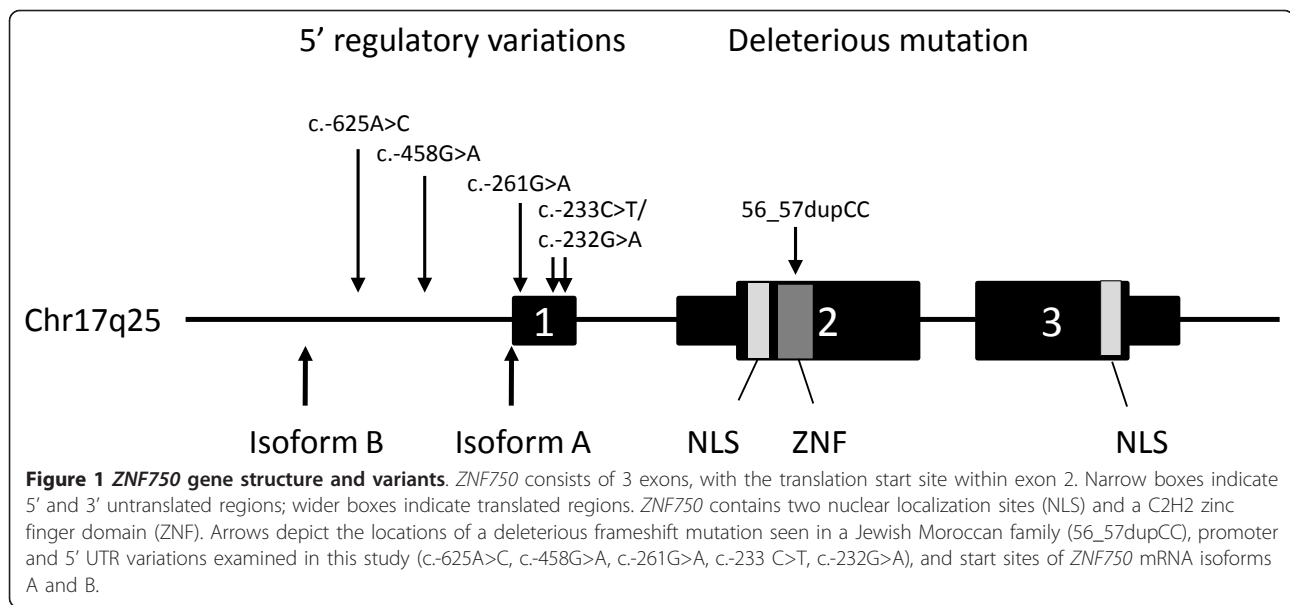 5’ regulatory variations
Deleterious mutation
c.-625A>C
c.-458G>A
c.-261G>A
c.-233C>T/
c.-232G>A
56_57dupCC
Chr17q25
1
2
3
Isoform B
Isoform A
NLS
ZNF
NLS
Figure 1 ZNF750 gene structure and variants. ZNF750 consists of 3 exons, with the translation start site within exon 2. Narrow boxes indicate
5’ and 3’ untranslated regions; wider boxes indicate translated regions. ZNF750 contains two nuclear localization sites (NLS) and a C2H2 zinc
finger domain (ZNF). Arrows depict the locations of a deleterious frameshift mutation seen in a Jewish Moroccan family (56_57dupCC), promoter
and 5’ UTR variations examined in this study (c.-625A>C, c.-458G>A, c.-261G>A, c.-233 C>T, c.-232G>A), and start sites of ZNF750 mRNA isoforms
A and B.